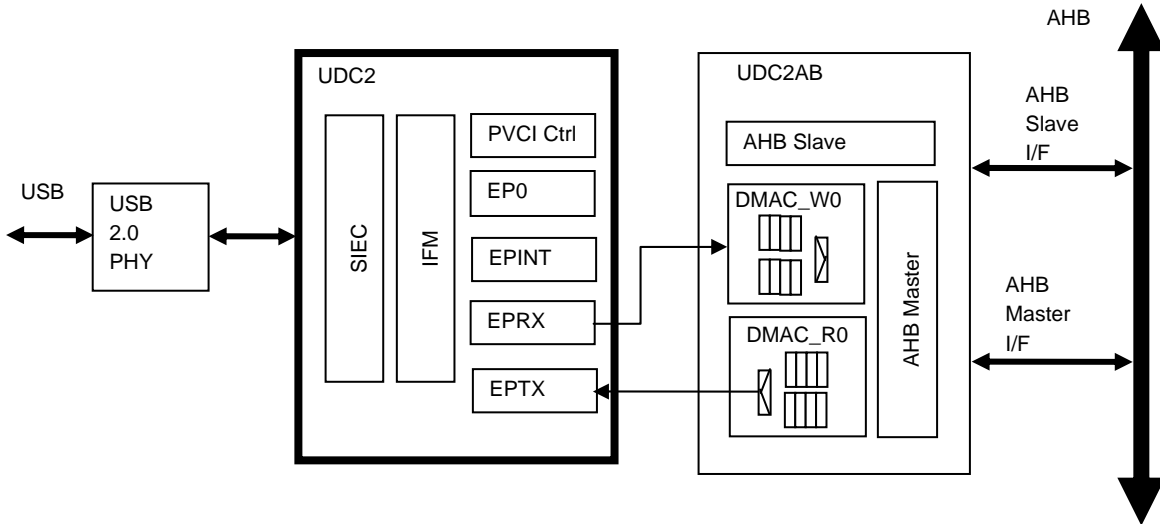 AHB
UDC2
UDC2AB
PVCI Ctrl
AHB
Slave
I/F
AHB Slave
USB
USB
2.0
PHY
EP0
DMAC_W0
SIEC
IFM
EPINT
EPRX
AHB Master
AHB
Master
I/F
DMAC_R0
EPTX